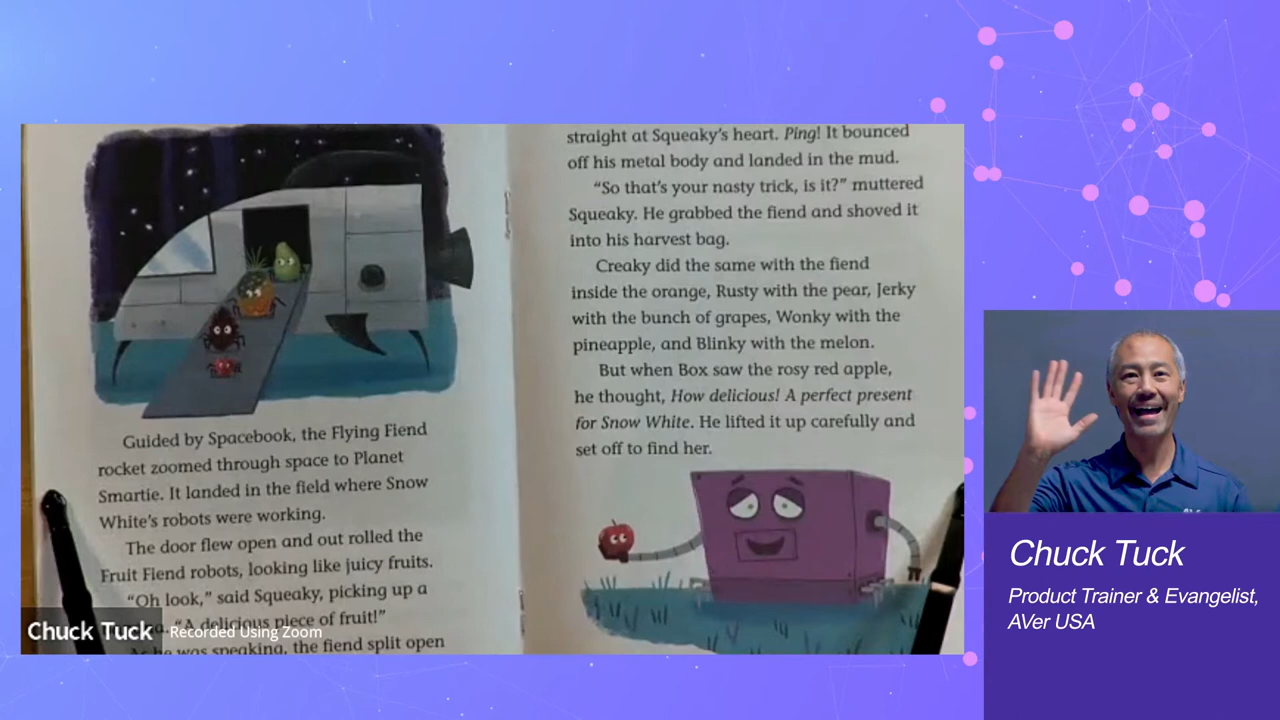 Guided by Spacebook, the Flying Fiend
rocket zoomed through space to Planet
Smartie. It landed in the field where Snow
White's robots were working.
The door flew open and out rolled the
Fruit Fiend robots, looking like juicy fruits.
"Oh look," said Squeaky, picking up a
"A delicious piece of fruit!"
As he was speaking, the fiend split open
straight at Squeaky's heart. Ping! It bounced
off his metal body and landed in the mud.
"So that's your nasty trick, is it?" muttered
Squeaky. He grabbed the fiend and shoved it
into his harvest bag.
Creaky did the same with the fiend
inside the orange, Rusty with the pear, Jerky
with the bunch of grapes, Wonky with the
pineapple, and Blinky with the melon.
But when Box saw the rosy red apple,
he thought, How delicious! A perfect present
for Snow White. He lifted it up carefully and
set off to find her.
Chuck Tuck
Recorded Using Zoom
Chuck Tuck
Product Trainer & Evangelist,
AVer USA